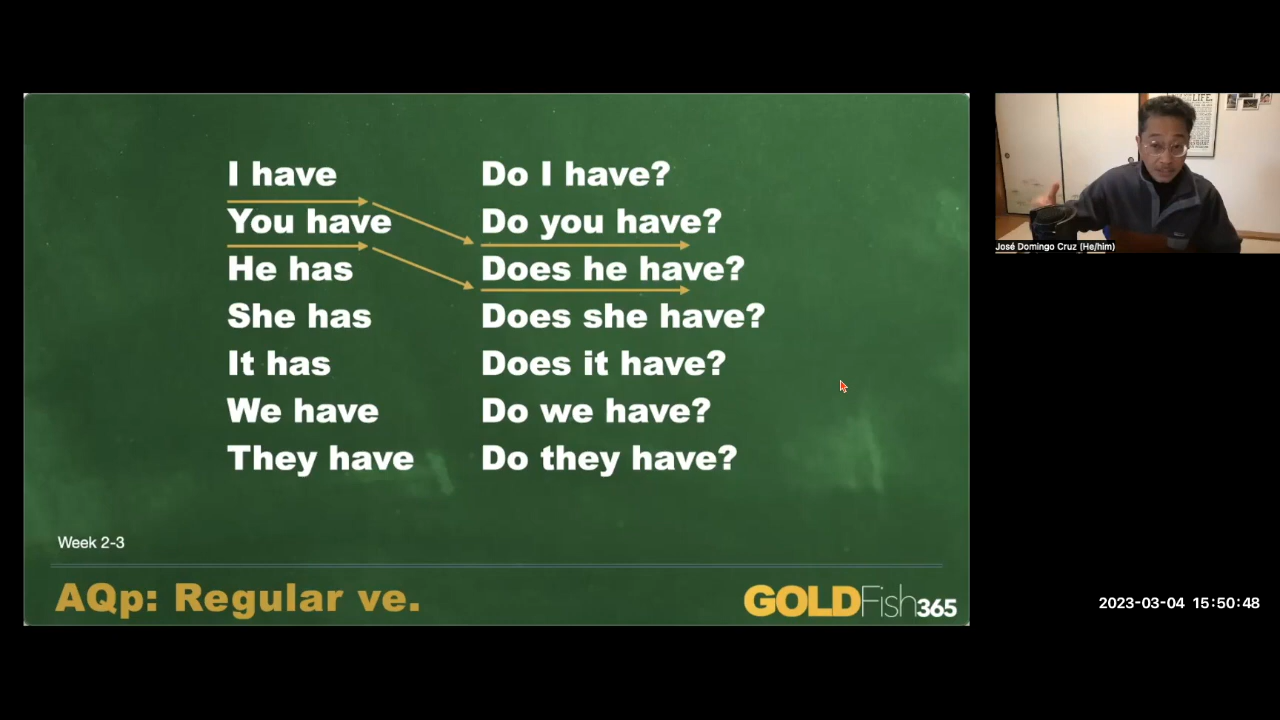 I have
Do I have?
You have
Do you have?
He has
Does he have?
She has
Does she have?
It has
Does it have?
We have
Do we have?
They have
Do they have?
Week 2-3
AQp: Regular ve.
GOLDFish365
LIFE.
José Domingo Cruz (He/him)
2023-03-04 15:50:48